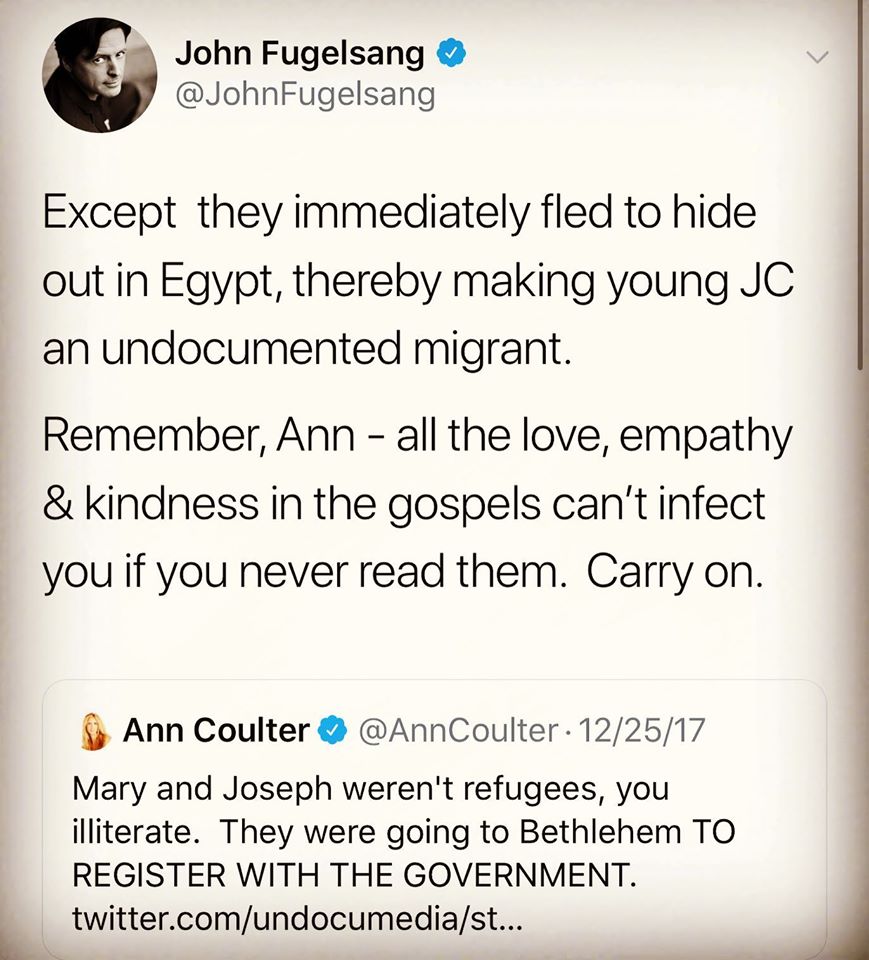 John Fugelsang
@JohnFugelsang
Except  they immediately fled to hide
out in Egypt, thereby making young JC
an undocumented migrant.
Remember, Ann - all the love, empathy
& kindness in the gospels can’t infect
you if you never read them.  Carry on.
Ann Coulter @AnnCoulter · 12/25/17
Mary and Joseph weren't refugees, you
illiterate.  They were going to Bethlehem TO
REGISTER WITH THE GOVERNMENT.
twitter.com/undocumedia/st...